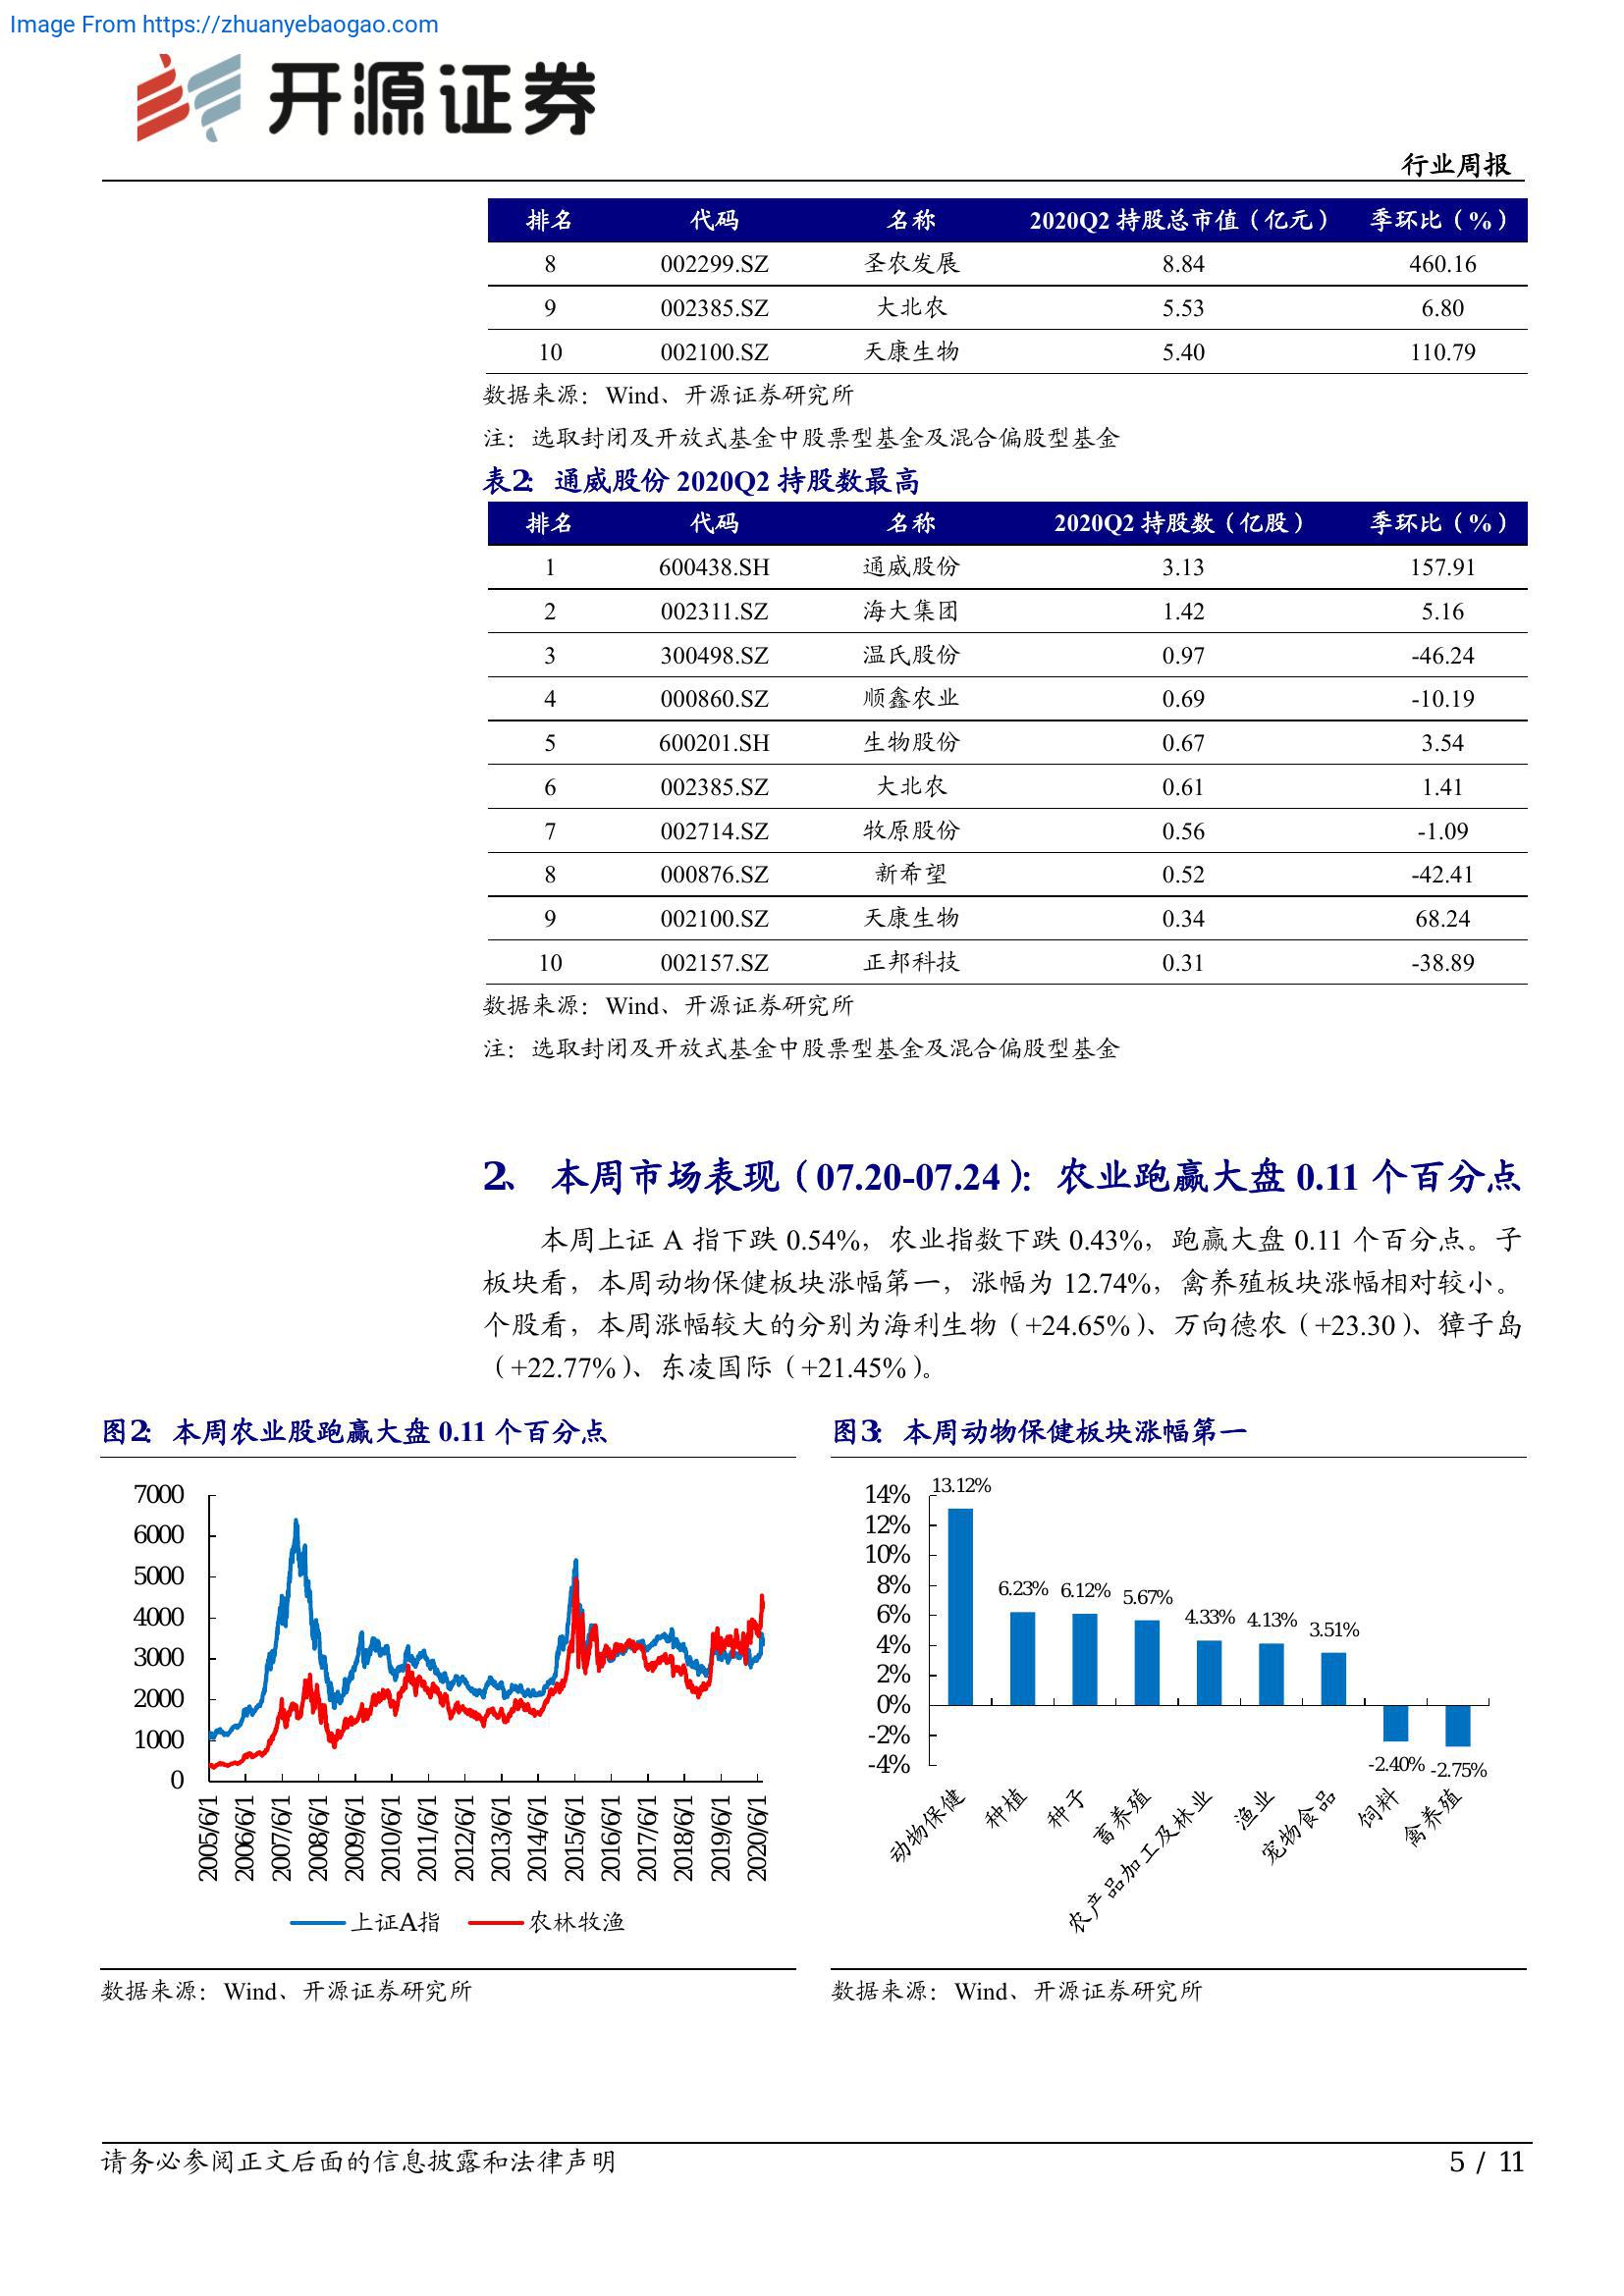 Image From https://zhuanyebaogao.com
开源证券
行业周报
排名 代码 名称 2020Q2 持股总市值（亿元） 季环比（%）
8 002299.SZ 圣农发展 8.84 460.16
9 002385.SZ 大北农 5.53 6.80
10 002100.SZ 天康生物 5.40 110.79
数据来源：Wind、开源证券研究所
注：选取封闭及开放式基金中股票型基金及混合偏股型基金
表2：通威股份 2020Q2 持股数最高
排名 代码 名称 2020Q2 持股数（亿股） 季环比（%）
1 600438.SH 通威股份 3.13 157.91
2 002311.SZ 海大集团 1.42 5.16
3 300498.SZ 温氏股份 0.97 -46.24
4 000860.SZ 顺鑫农业 0.69 -10.19
5 600201.SH 生物股份 0.67 3.54
6 002385.SZ 大北农 0.61 1.41
7 002714.SZ 牧原股份 0.56 -1.09
8 000876.SZ 新希望 0.52 -42.41
9 002100.SZ 天康生物 0.34 68.24
10 002157.SZ 正邦科技 0.31 -38.89
数据来源：Wind、开源证券研究所
注：选取封闭及开放式基金中股票型基金及混合偏股型基金
2、 本周市场表现（07.20-07.24）：农业跑赢大盘 0.11 个百分点
本周上证 A 指下跌 0.54%，农业指数下跌 0.43%，跑赢大盘 0.11 个百分点。子
板块看，本周动物保健板块涨幅第一，涨幅为 12.74%，禽养殖板块涨幅相对较小。
个股看，本周涨幅较大的分别为海利生物（+24.65%）、万向德农（+23.30）、獐子岛
（+22.77%）、东凌国际（+21.45%）。
图2：本周农业股跑赢大盘 0.11 个百分点
7000
6000
5000
4000
3000
2000
1000
0
2005/6/1
2006/6/1
2007/6/1
2008/6/1
2009/6/1
2010/6/1
2011/6/1
2012/6/1
2013/6/1
2014/6/1
2015/6/1
2016/6/1
2017/6/1
2018/6/1
2019/6/1
2020/6/1
上证A指 农林牧渔
数据来源：Wind、开源证券研究所
图3：本周动物保健板块涨幅第一
14%
12%
10%
8%
6%
4%
2%
0%
-2%
-4%
13.12%
6.23%
6.12%
5.67%
4.33%
4.13%
3.51%
-2.40%
-2.75%
动物保健
种植
种子
畜养殖
农产品加工及林业
渔业
宠物食品
饲料
禽养殖
数据来源：Wind、开源证券研究所
请务必参阅正文后面的信息披露和法律声明
5 / 11